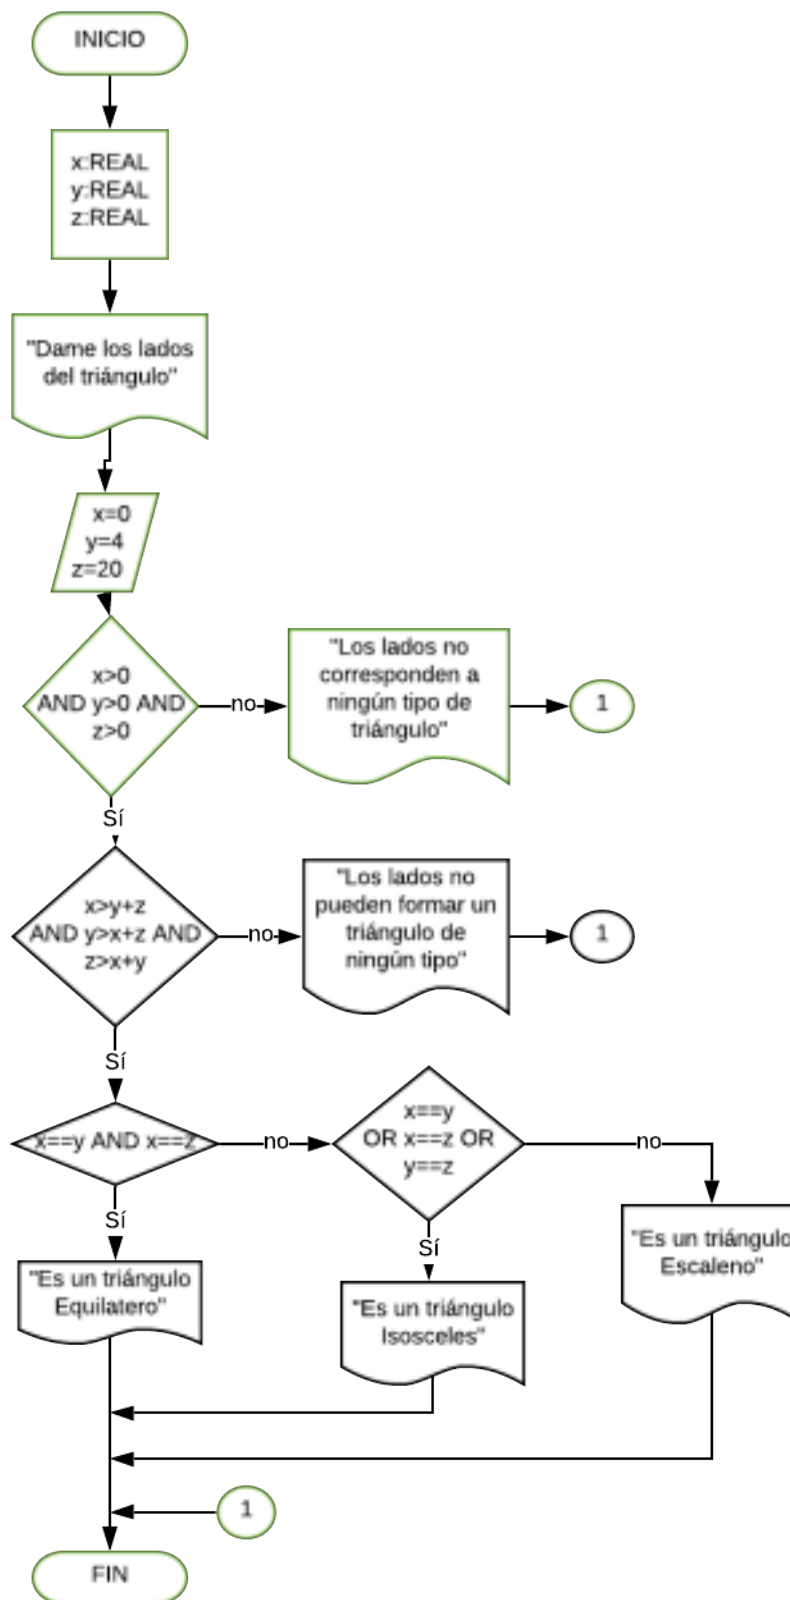 INICIO
x:REAL
y:REAL
z:REAL
"Dame los lados
del triángulo"
x=0
y=4
z=20
x>0
AND y>0 AND
z>0
no
"Los lados no
corresponden a
ningún tipo de
triángulo"
1
Sí
x>y+z
AND y>x+z AND
z>x+y
no
"Los lados no
pueden formar un
triángulo de
ningún tipo"
1
Sí
x==y AND x==z
no
x==y
OR x==z OR
y==z
no
Sí
"Es un triángulo
Equilatero"
Sí
"Es un triángulo
Isosceles"
"Es un triángulo
Escaleno"
1
FIN